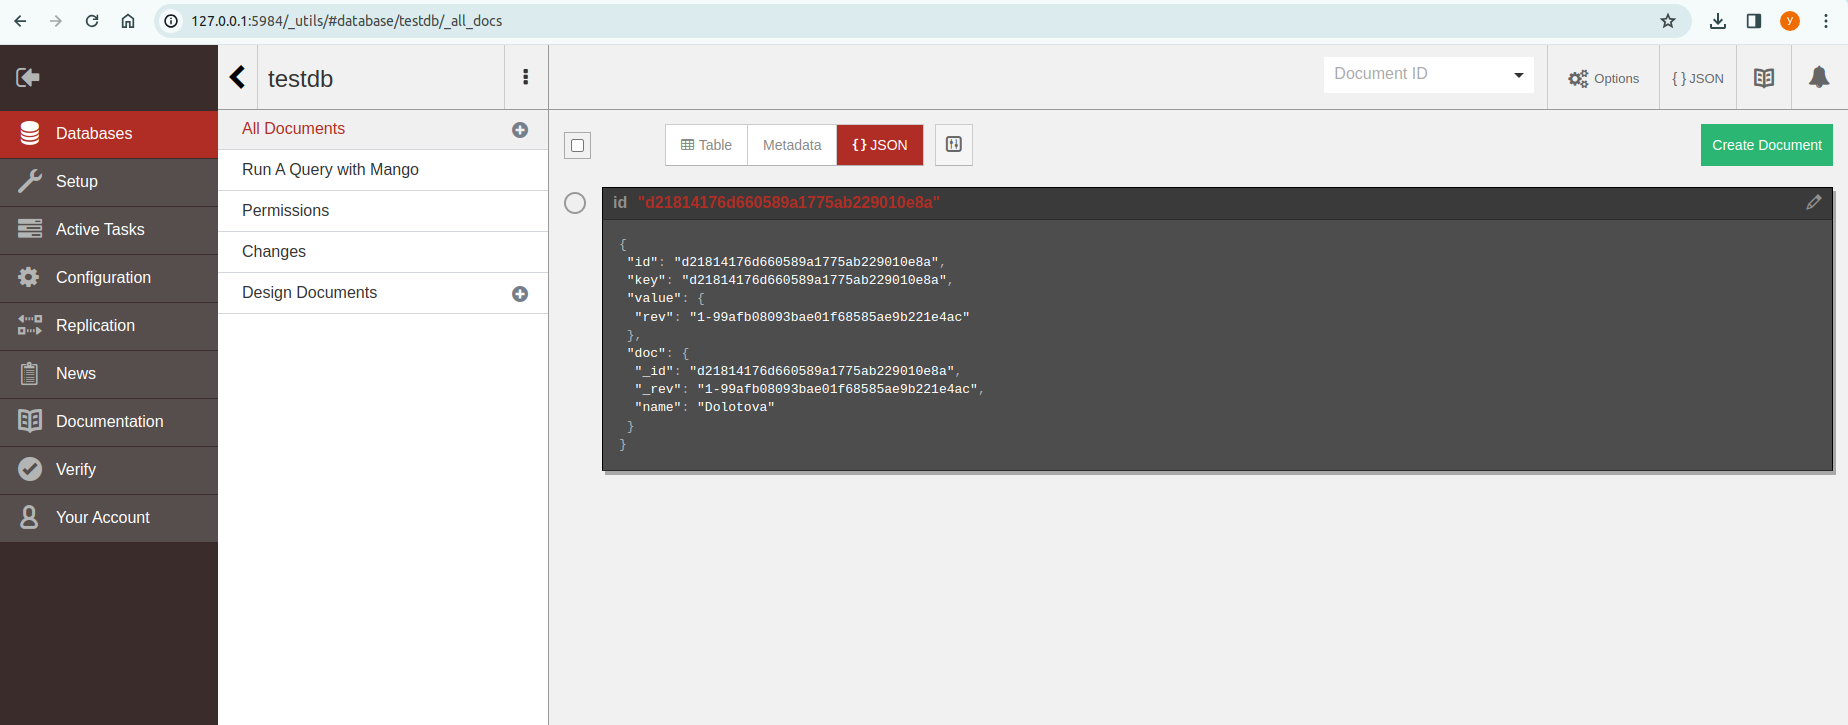 127.0.0.1:5984/_utils/#database/testdb/_all_docs
y
testdb
Document ID
Options
{ } JSON
Databases
Setup
Active Tasks
Configuration
Replication
News
Documentation
Verify
Your Account
All Documents
Run A Query with Mango
Permissions
Changes
Design Documents
Table
Metadata
{ } JSON
Create Document
id "d21814176d660589a1775ab229010e8a"
{
"id": "d21814176d660589a1775ab229010e8a",
"key": "d21814176d660589a1775ab229010e8a",
"value": {
"rev": "1-99afb08093bae01f68585ae9b221e4ac"
},
"doc": {
"_id": "d21814176d660589a1775ab229010e8a",
"_rev": "1-99afb08093bae01f68585ae9b221e4ac",
"name": "Dolotova"
}
}